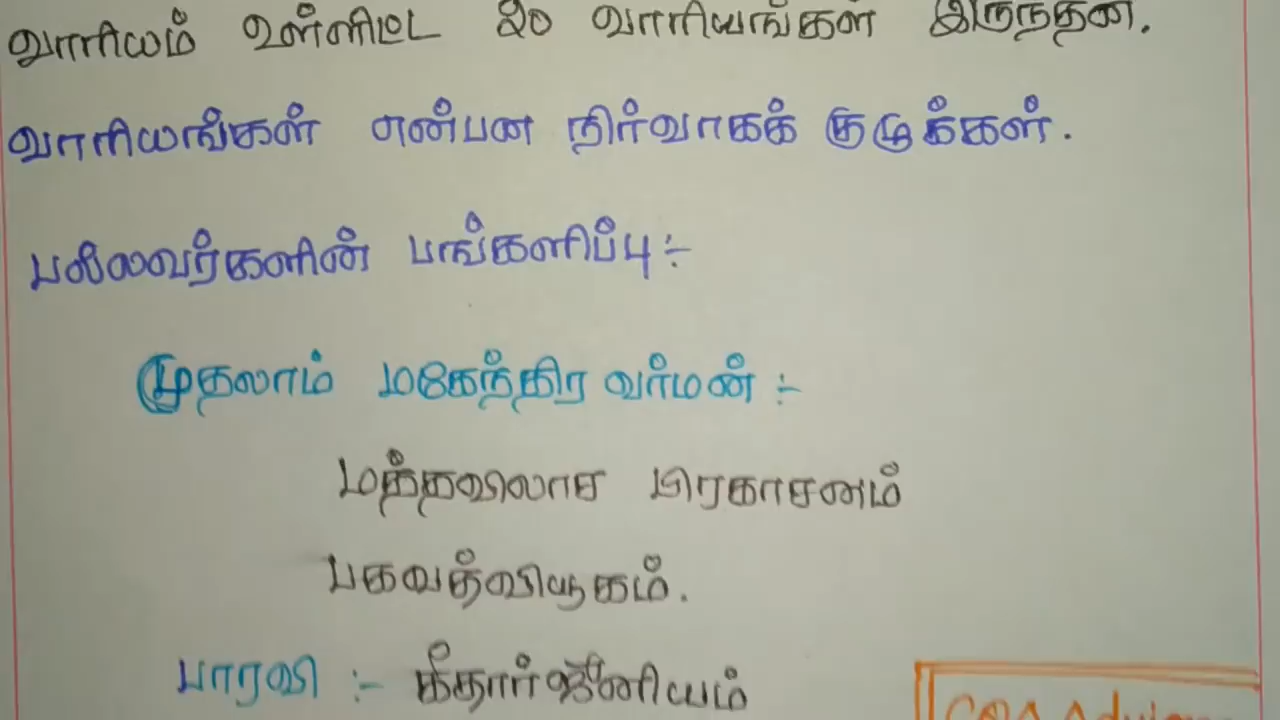 வாரியம் உள்ளிட்ட 20 வாரியங்கள் இருந்தன.
வாரியங்கள் என்பன நிர்வாகக் குழுக்கள்.
பல்லவர்களின் பங்களிப்பு :-
முதலாம் மகேந்திர வர்மன் :-
மத்தவிலாச பிரகாசனம்
பகவத்வியூகம்.
பாரவி :- கீதார்ஜூனியம்